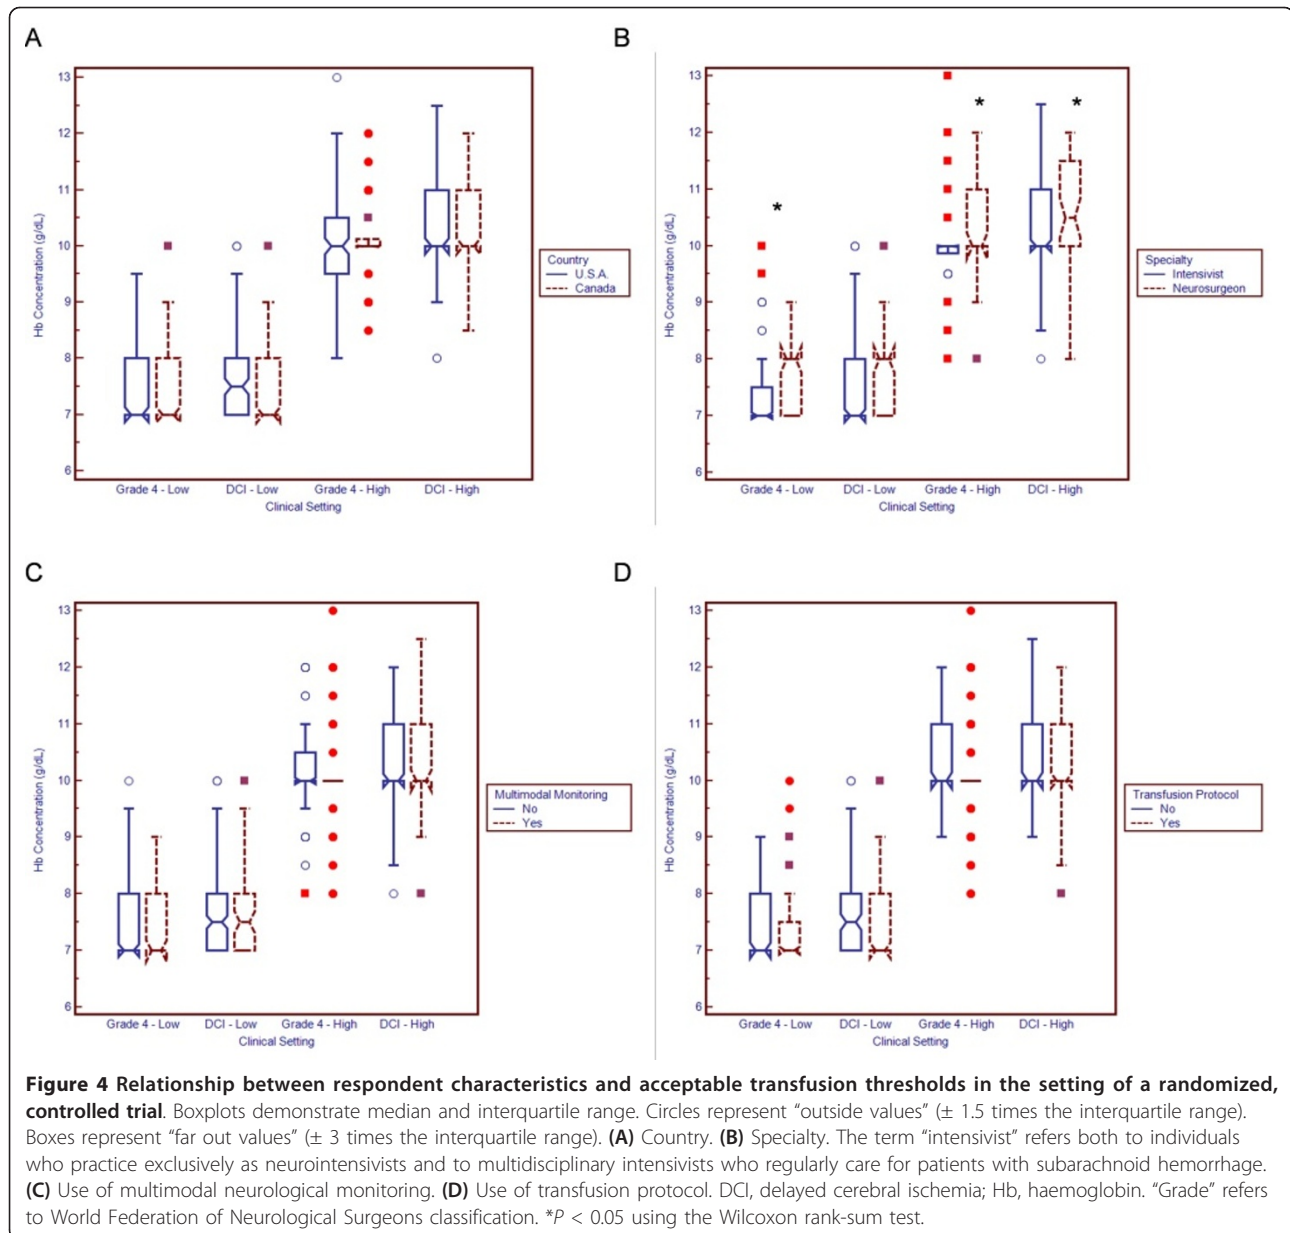 A
13
12
11
10
9
8
7
6
Hb Concentration (g/dL)
Grade 4 - Low DCI - Low Grade 4 - High DCI - High
Clinical Setting
Country
U.S.A.
Canada
B
13
12
11
10
9
8
7
6
Hb Concentration (g/dL)
* * *
Grade 4 - Low DCI - Low Grade 4 - High DCI - High
Clinical Setting
Specialty
Intensivist
Neurosurgeon
C
13
12
11
10
9
8
7
6
Hb Concentration (g/dL)
Grade 4 - Low DCI - Low Grade 4 - High DCI - High
Clinical Setting
Multimodal Monitoring
No
Yes
D
13
12
11
10
9
8
7
6
Hb Concentration (g/dL)
Grade 4 - Low DCI - Low Grade 4 - High DCI - High
Clinical Setting
Transfusion Protocol
No
Yes
Figure 4 Relationship between respondent characteristics and acceptable transfusion thresholds in the setting of a randomized,
controlled trial. Boxplots demonstrate median and interquartile range. Circles represent “outside values” (± 1.5 times the interquartile range).
Boxes represent “far out values” (± 3 times the interquartile range). (A) Country. (B) Specialty. The term “intensivist” refers both to individuals
who practice exclusively as neurointensivists and to multidisciplinary intensivists who regularly care for patients with subarachnoid hemorrhage.
(C) Use of multimodal neurological monitoring. (D) Use of transfusion protocol. DCI, delayed cerebral ischemia; Hb, haemoglobin. “Grade” refers
to World Federation of Neurological Surgeons classification. *P < 0.05 using the Wilcoxon rank-sum test.